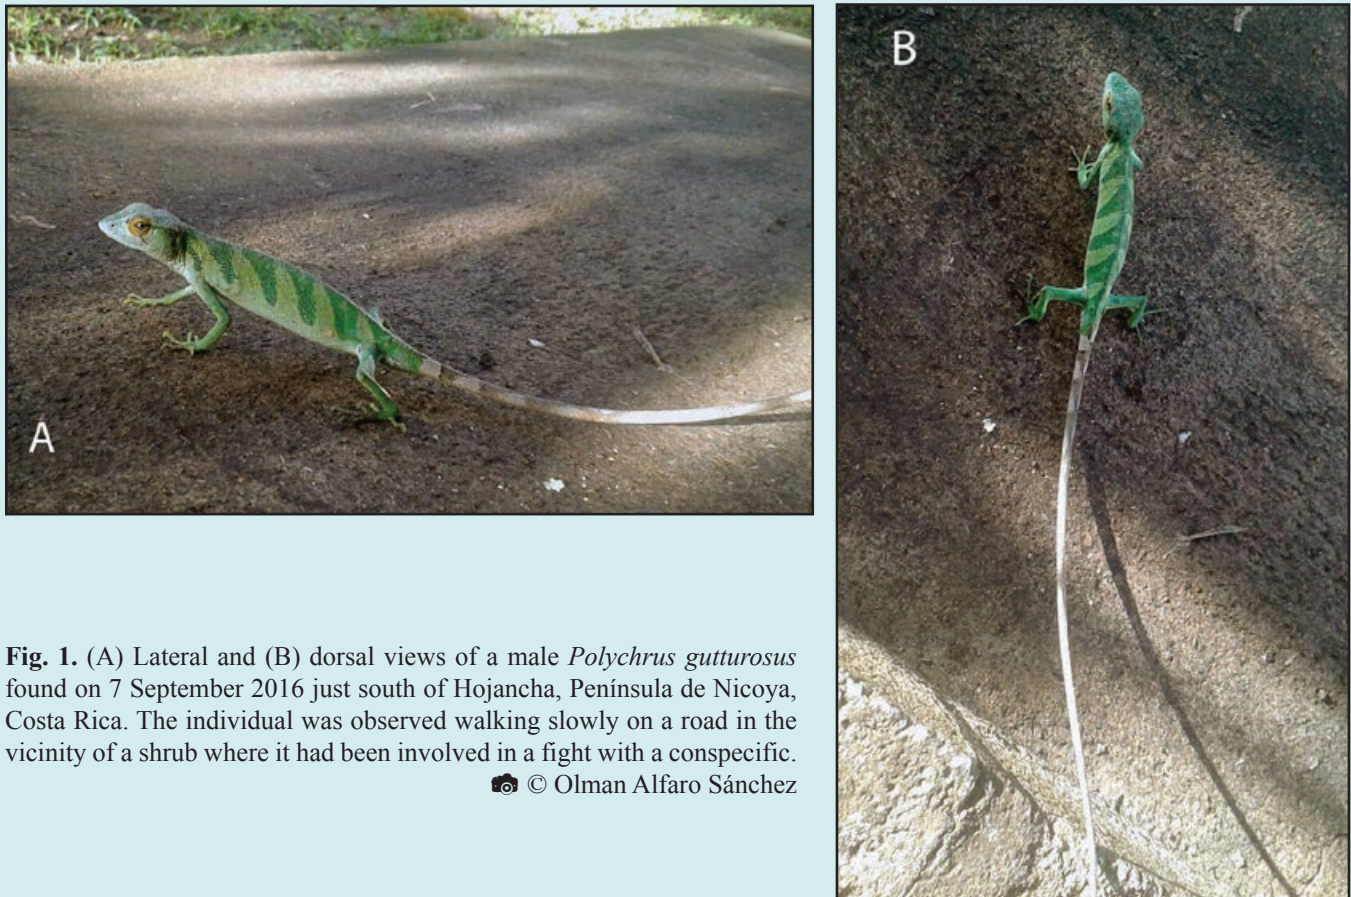 A
B
Fig. 1. (A) Lateral and (B) dorsal views of a male Polychrus gutturosus
found on 7 September 2016 just south of Hojancha, Península de Nicoya,
Costa Rica. The individual was observed walking slowly on a road in the
vicinity of a shrub where it had been involved in a fight with a conspecific.
© Olman Alfaro Sánchez